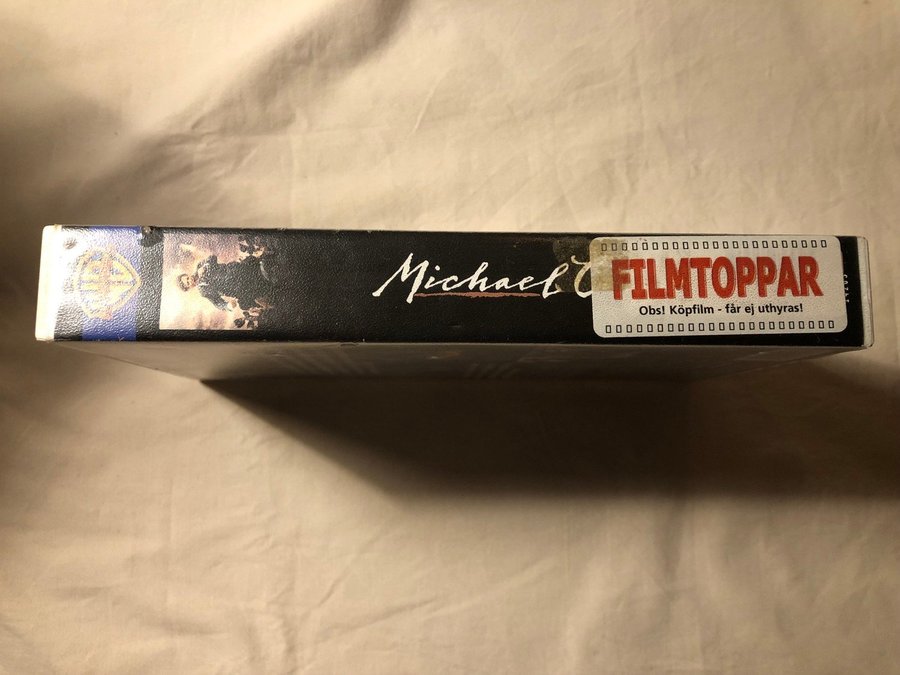 Michael C
FILMTOPPAR
Obs! Köpfilm - får ej uthyras!